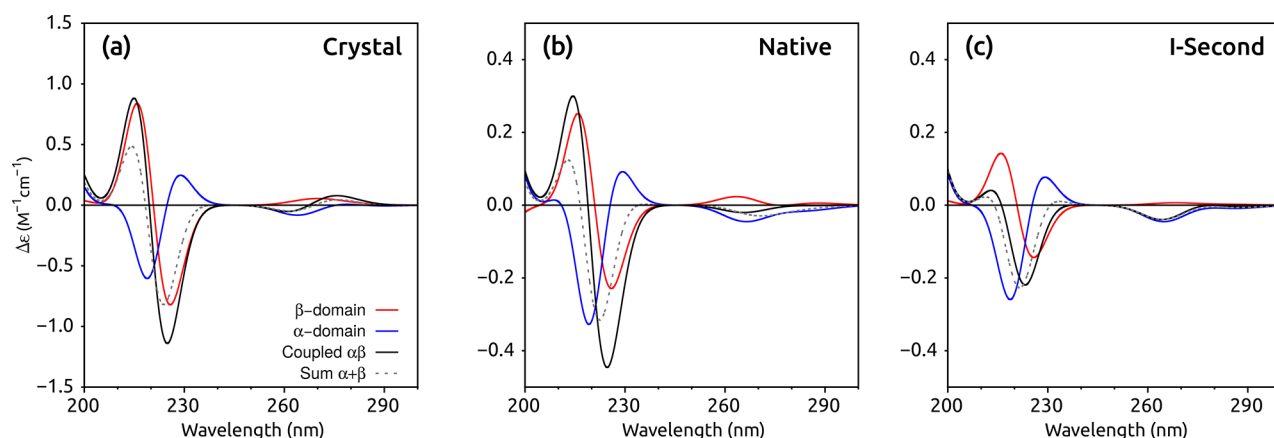 (a) Crystal
(b) Native
(c) I-Second
Δε (M⁻¹ cm⁻¹)
1.5
1.0
0.5
0.0
−0.5
−1.0
−1.5
β−domain
α−domain
Coupled αβ
Sum α+β
200 230 260 290
Wavelength (nm)
0.4
0.2
0.0
−0.2
−0.4
200 230 260 290
Wavelength (nm)
0.4
0.2
0.0
−0.2
−0.4
200 230 260 290
Wavelength (nm)